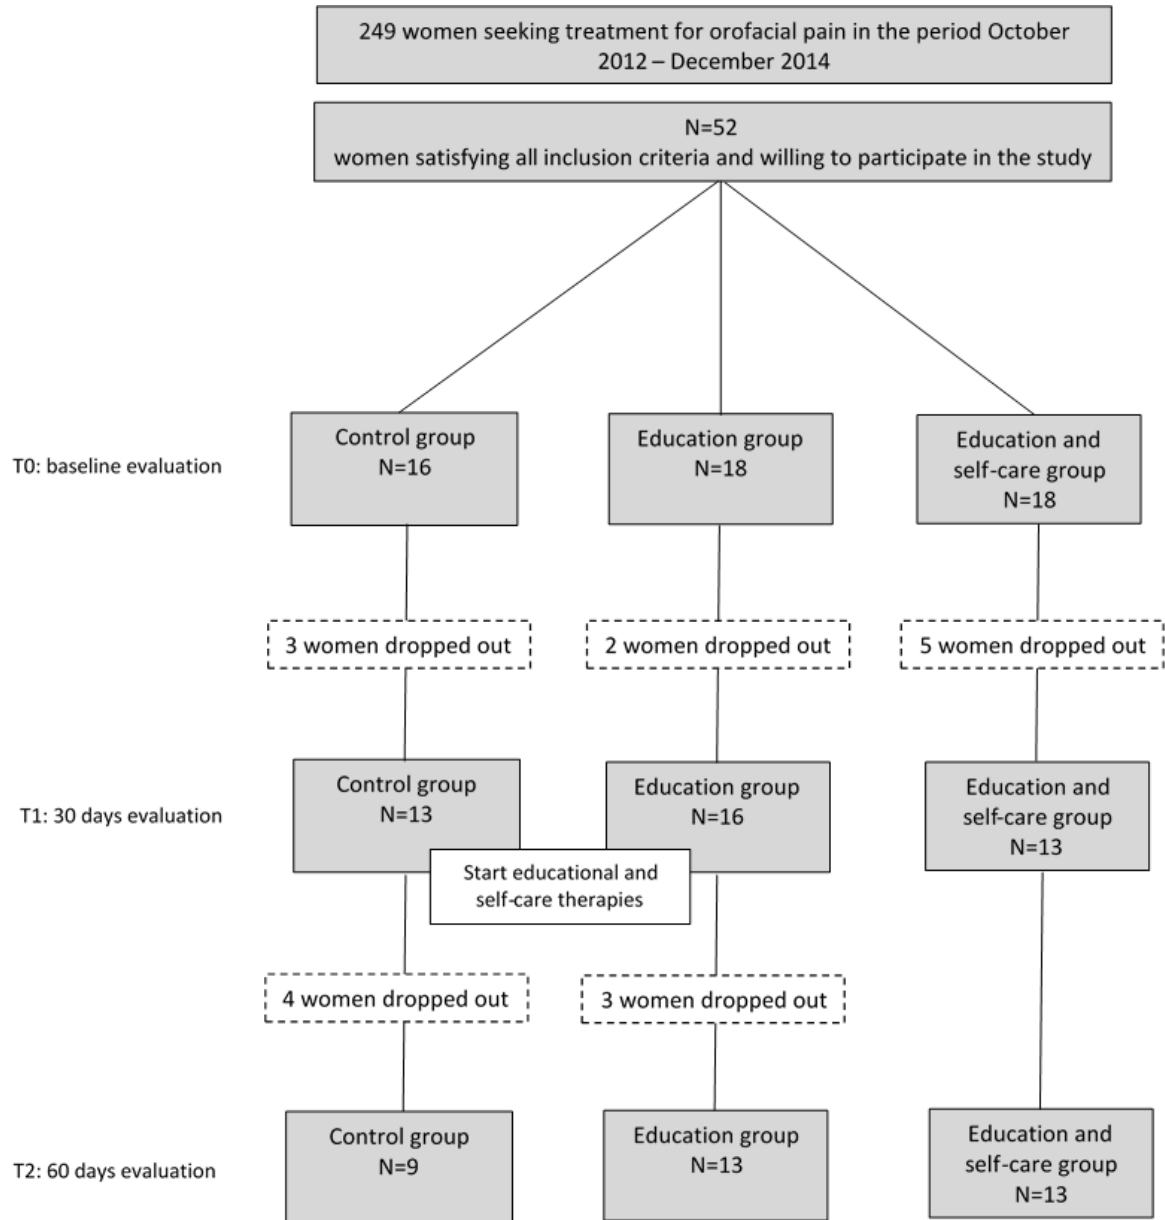 249 women seeking treatment for orofacial pain in the period October
2012 – December 2014
N=52
women satisfying all inclusion criteria and willing to participate in the study
T0: baseline evaluation
Control group
N=16
Education group
N=18
Education and
self-care group
N=18
3 women dropped out
2 women dropped out
5 women dropped out
T1: 30 days evaluation
Control group
N=13
Education group
N=16
Education and
self-care group
N=13
Start educational and
self-care therapies
4 women dropped out
3 women dropped out
T2: 60 days evaluation
Control group
N=9
Education group
N=13
Education and
self-care group
N=13